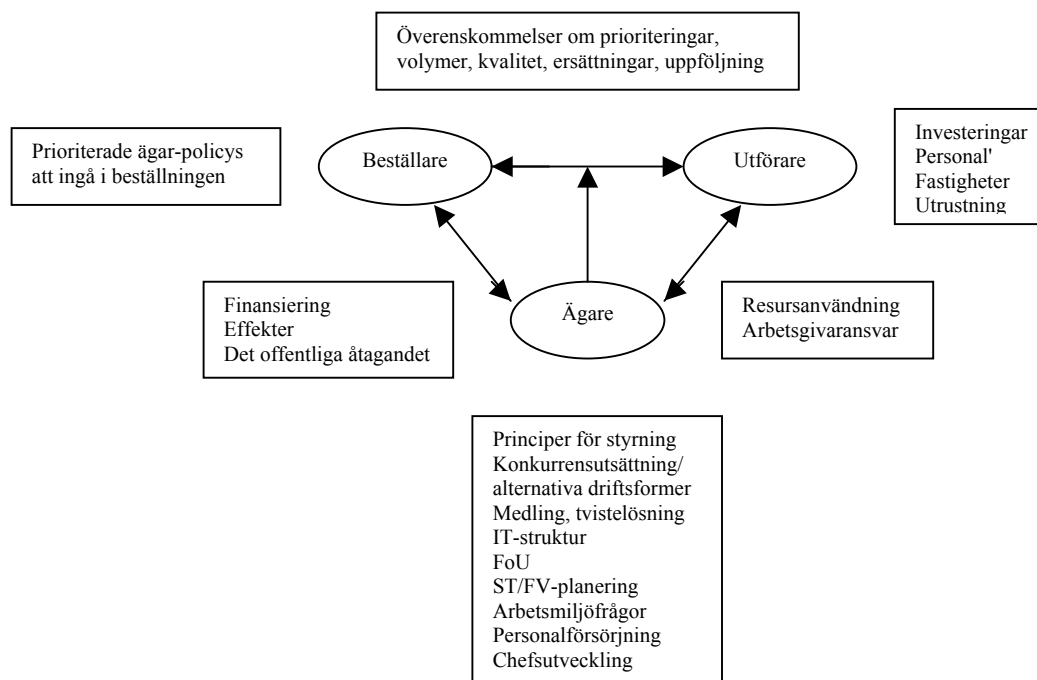 Överenskommelser om prioriteringar,
volymer, kvalitet, ersättningar, uppföljning
Prioriterade ägar-policys
att ingå i beställningen
Beställare
Utförare
Investeringar
Personal'
Fastigheter
Utrustning
Finansiering
Effekter
Det offentliga åtagandet
Ägare
Resursanvändning
Arbetsgivaransvar
Principer för styrning
Konkurrensutsättning/
alternativa driftsformer
Medling, tvistelösning
IT-struktur
FoU
ST/FV-planering
Arbetsmiljöfrågor
Personalförsörjning
Chefsutveckling